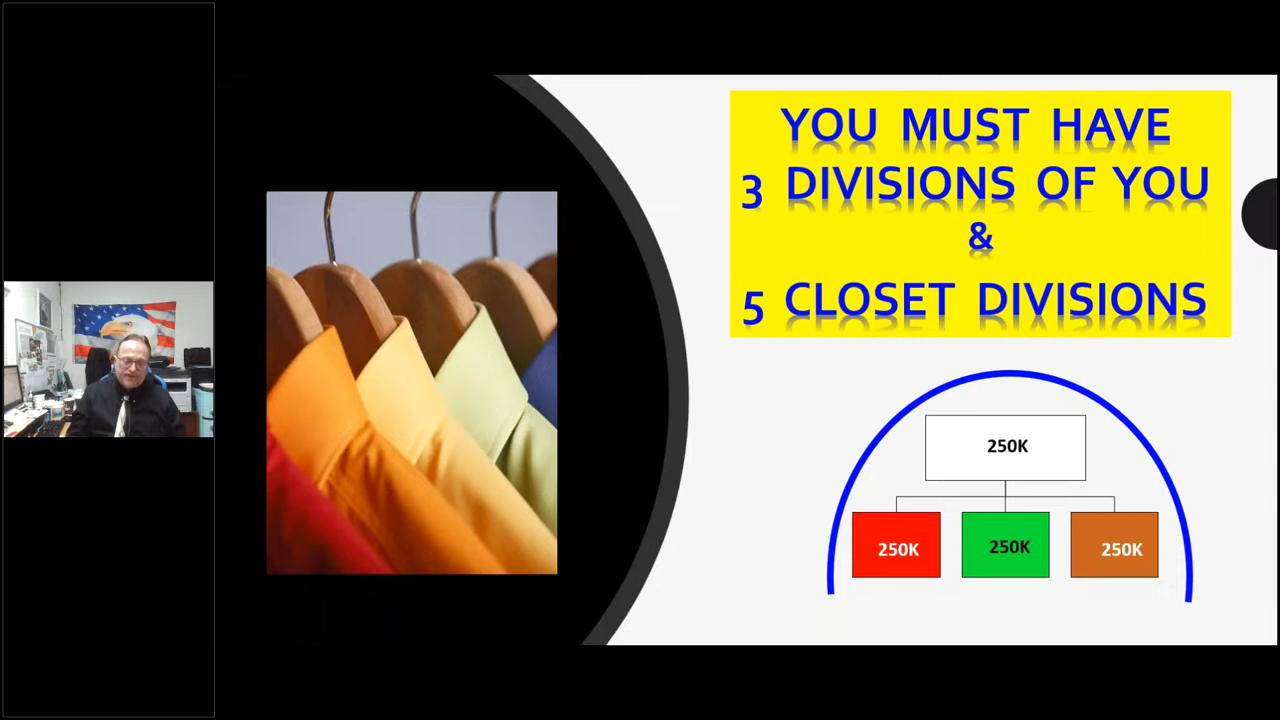 YOU MUST HAVE
3 DIVISIONS OF YOU
&
5 CLOSET DIVISIONS
250K
250K 250K 250K